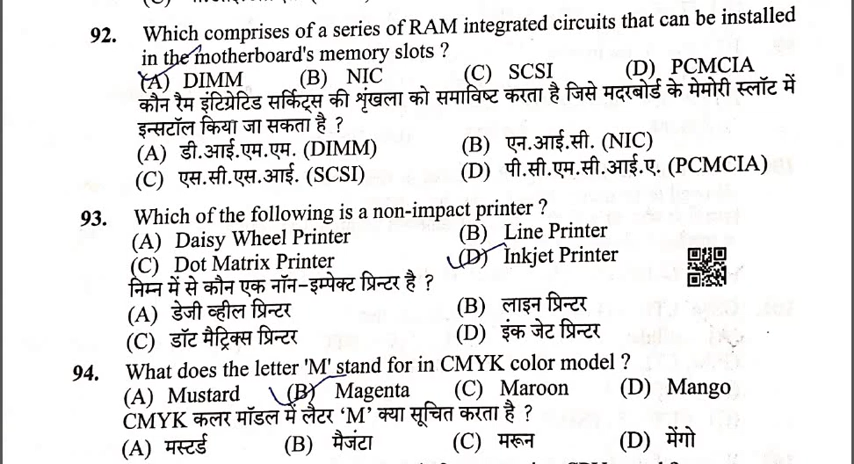 92. Which comprises of a series of RAM integrated circuits that can be installed
in the motherboard's memory slots ?
(A) DIMM (B) NIC (C) SCSI (D) PCMCIA
कौन रैम इंटिग्रेटिड सर्किट्स की शृंखला को समाविष्ट करता है जिसे मदरबोर्ड के मेमोरी स्लॉट में
इन्सटॉल किया जा सकता है ?
(A) डी.आई.एम.एम. (DIMM) (B) एन.आई.सी. (NIC)
(C) एस.सी.एस.आई. (SCSI) (D) पी.सी.एम.सी.आई.ए. (PCMCIA)
93. Which of the following is a non-impact printer ?
(A) Daisy Wheel Printer (B) Line Printer
(C) Dot Matrix Printer (D) Inkjet Printer
निम्न में से कौन एक नॉन-इम्पेक्ट प्रिन्टर है ?
(A) डेजी व्हील प्रिन्टर (B) लाइन प्रिन्टर
(C) डॉट मैट्रिक्स प्रिन्टर (D) इंक जेट प्रिन्टर
94. What does the letter 'M' stand for in CMYK color model ?
(A) Mustard (B) Magenta (C) Maroon (D) Mango
CMYK कलर मॉडल में लैटर ‘M’ क्या सूचित करता है ?
(A) मस्टर्ड (B) मैजंटा (C) मरून (D) मेंगो